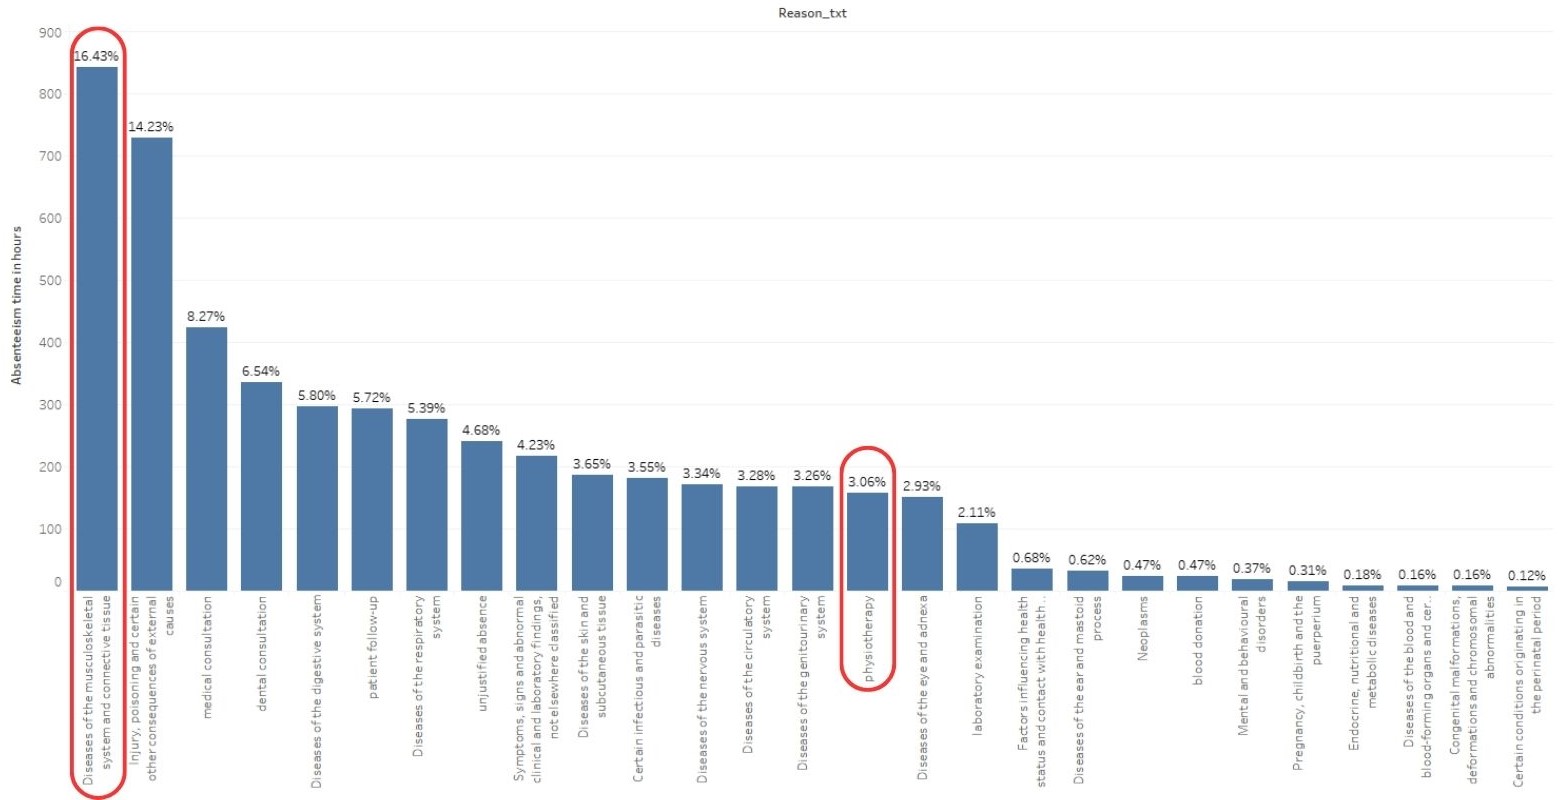 Reason_txt
Absenteeism time in hours
900
800
700
600
500
400
300
200
100
0
16.43%
14.23%
8.27%
6.54%
5.80%
5.72%
5.39%
4.68%
4.23%
3.65%
3.55%
3.34%
3.28%
3.26%
3.06%
2.93%
2.11%
0.68%
0.62%
0.47%
0.47%
0.37%
0.31%
0.18%
0.16%
0.16%
0.12%
Diseases of the musculoskeletal
system and connective tissue
Injury, poisoning and certain
other consequences of external
causes
medical consultation
dental consultation
Diseases of the digestive system
patient follow-up
Diseases of the respiratory
system
unjustified absence
Symptoms, signs and abnormal
clinical and laboratory findings,
not elsewhere classified
Diseases of the skin and
subcutaneous tissue
Certain infectious and parasitic
diseases
Diseases of the nervous system
Diseases of the circulatory
system
Diseases of the genitourinary
system
physiotherapy
Diseases of the eye and adnexa
laboratory examination
Factors influencing health
status and contact with health ..
Diseases of the ear and mastoid
process
Neoplasms
blood donation
Mental and behavioural
disorders
Pregnancy, childbirth and the
puerperium
Endocrine, nutritional and
metabolic diseases
Diseases of the blood and
blood-forming organs and cer..
Congenital malformations,
deformations and chromosomal
abnormalities
Certain conditions originating in
the perinatal period